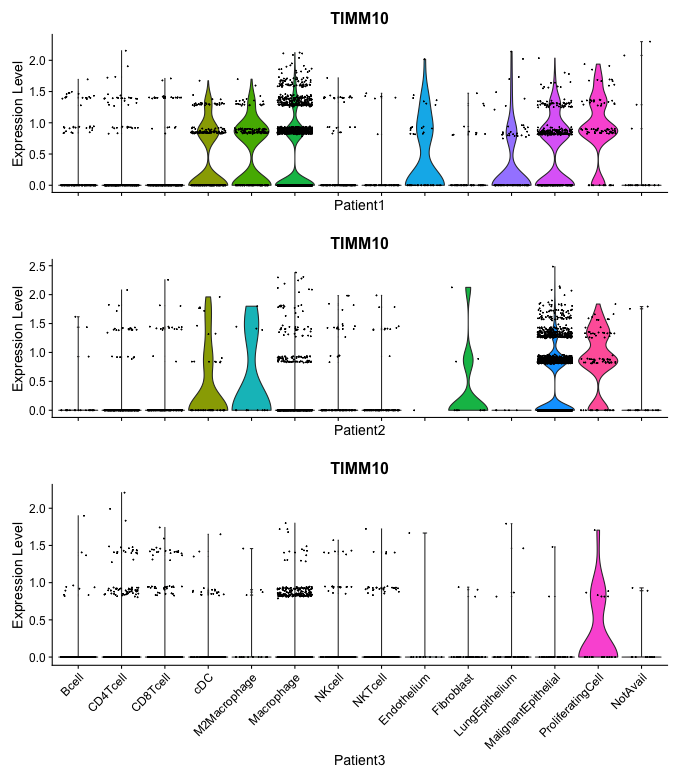 TIMM10
Expression Level
2.0
1.5
1.0
0.5
0.0
Patient1
TIMM10
Expression Level
2.5
2.0
1.5
1.0
0.5
0.0
Patient2
TIMM10
Expression Level
2.0
1.5
1.0
0.5
0.0
Bcell
CD4Tcell
CD8Tcell
cDC
M2Macrophage
Macrophage
NKcell
NKTcell
Endothelium
Fibroblast
LungEpithelium
MalignantEpithelial
ProliferatingCell
NotAvail
Patient3